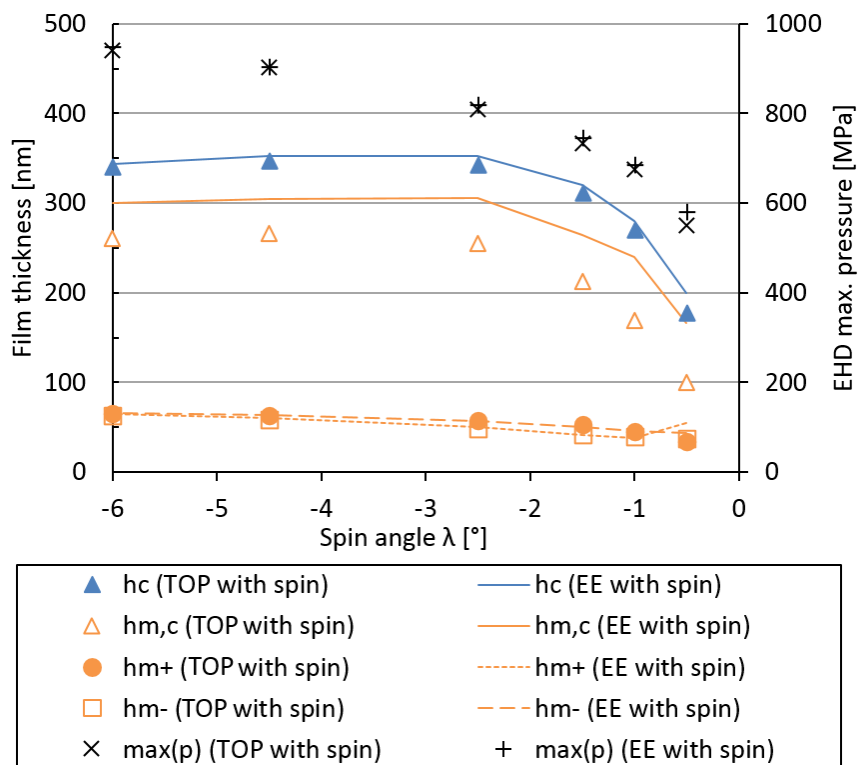 500
400
300
200
100
0
Film thickness [nm]
1000
800
600
400
200
0
EHD max. pressure [MPa]
-6 -5 -4 -3 -2 -1 0
Spin angle λ [°]
hc (TOP with spin) hc (EE with spin)
hm,c (TOP with spin) hm,c (EE with spin)
hm+ (TOP with spin) hm+ (EE with spin)
hm- (TOP with spin) hm- (EE with spin)
max(p) (TOP with spin) max(p) (EE with spin)